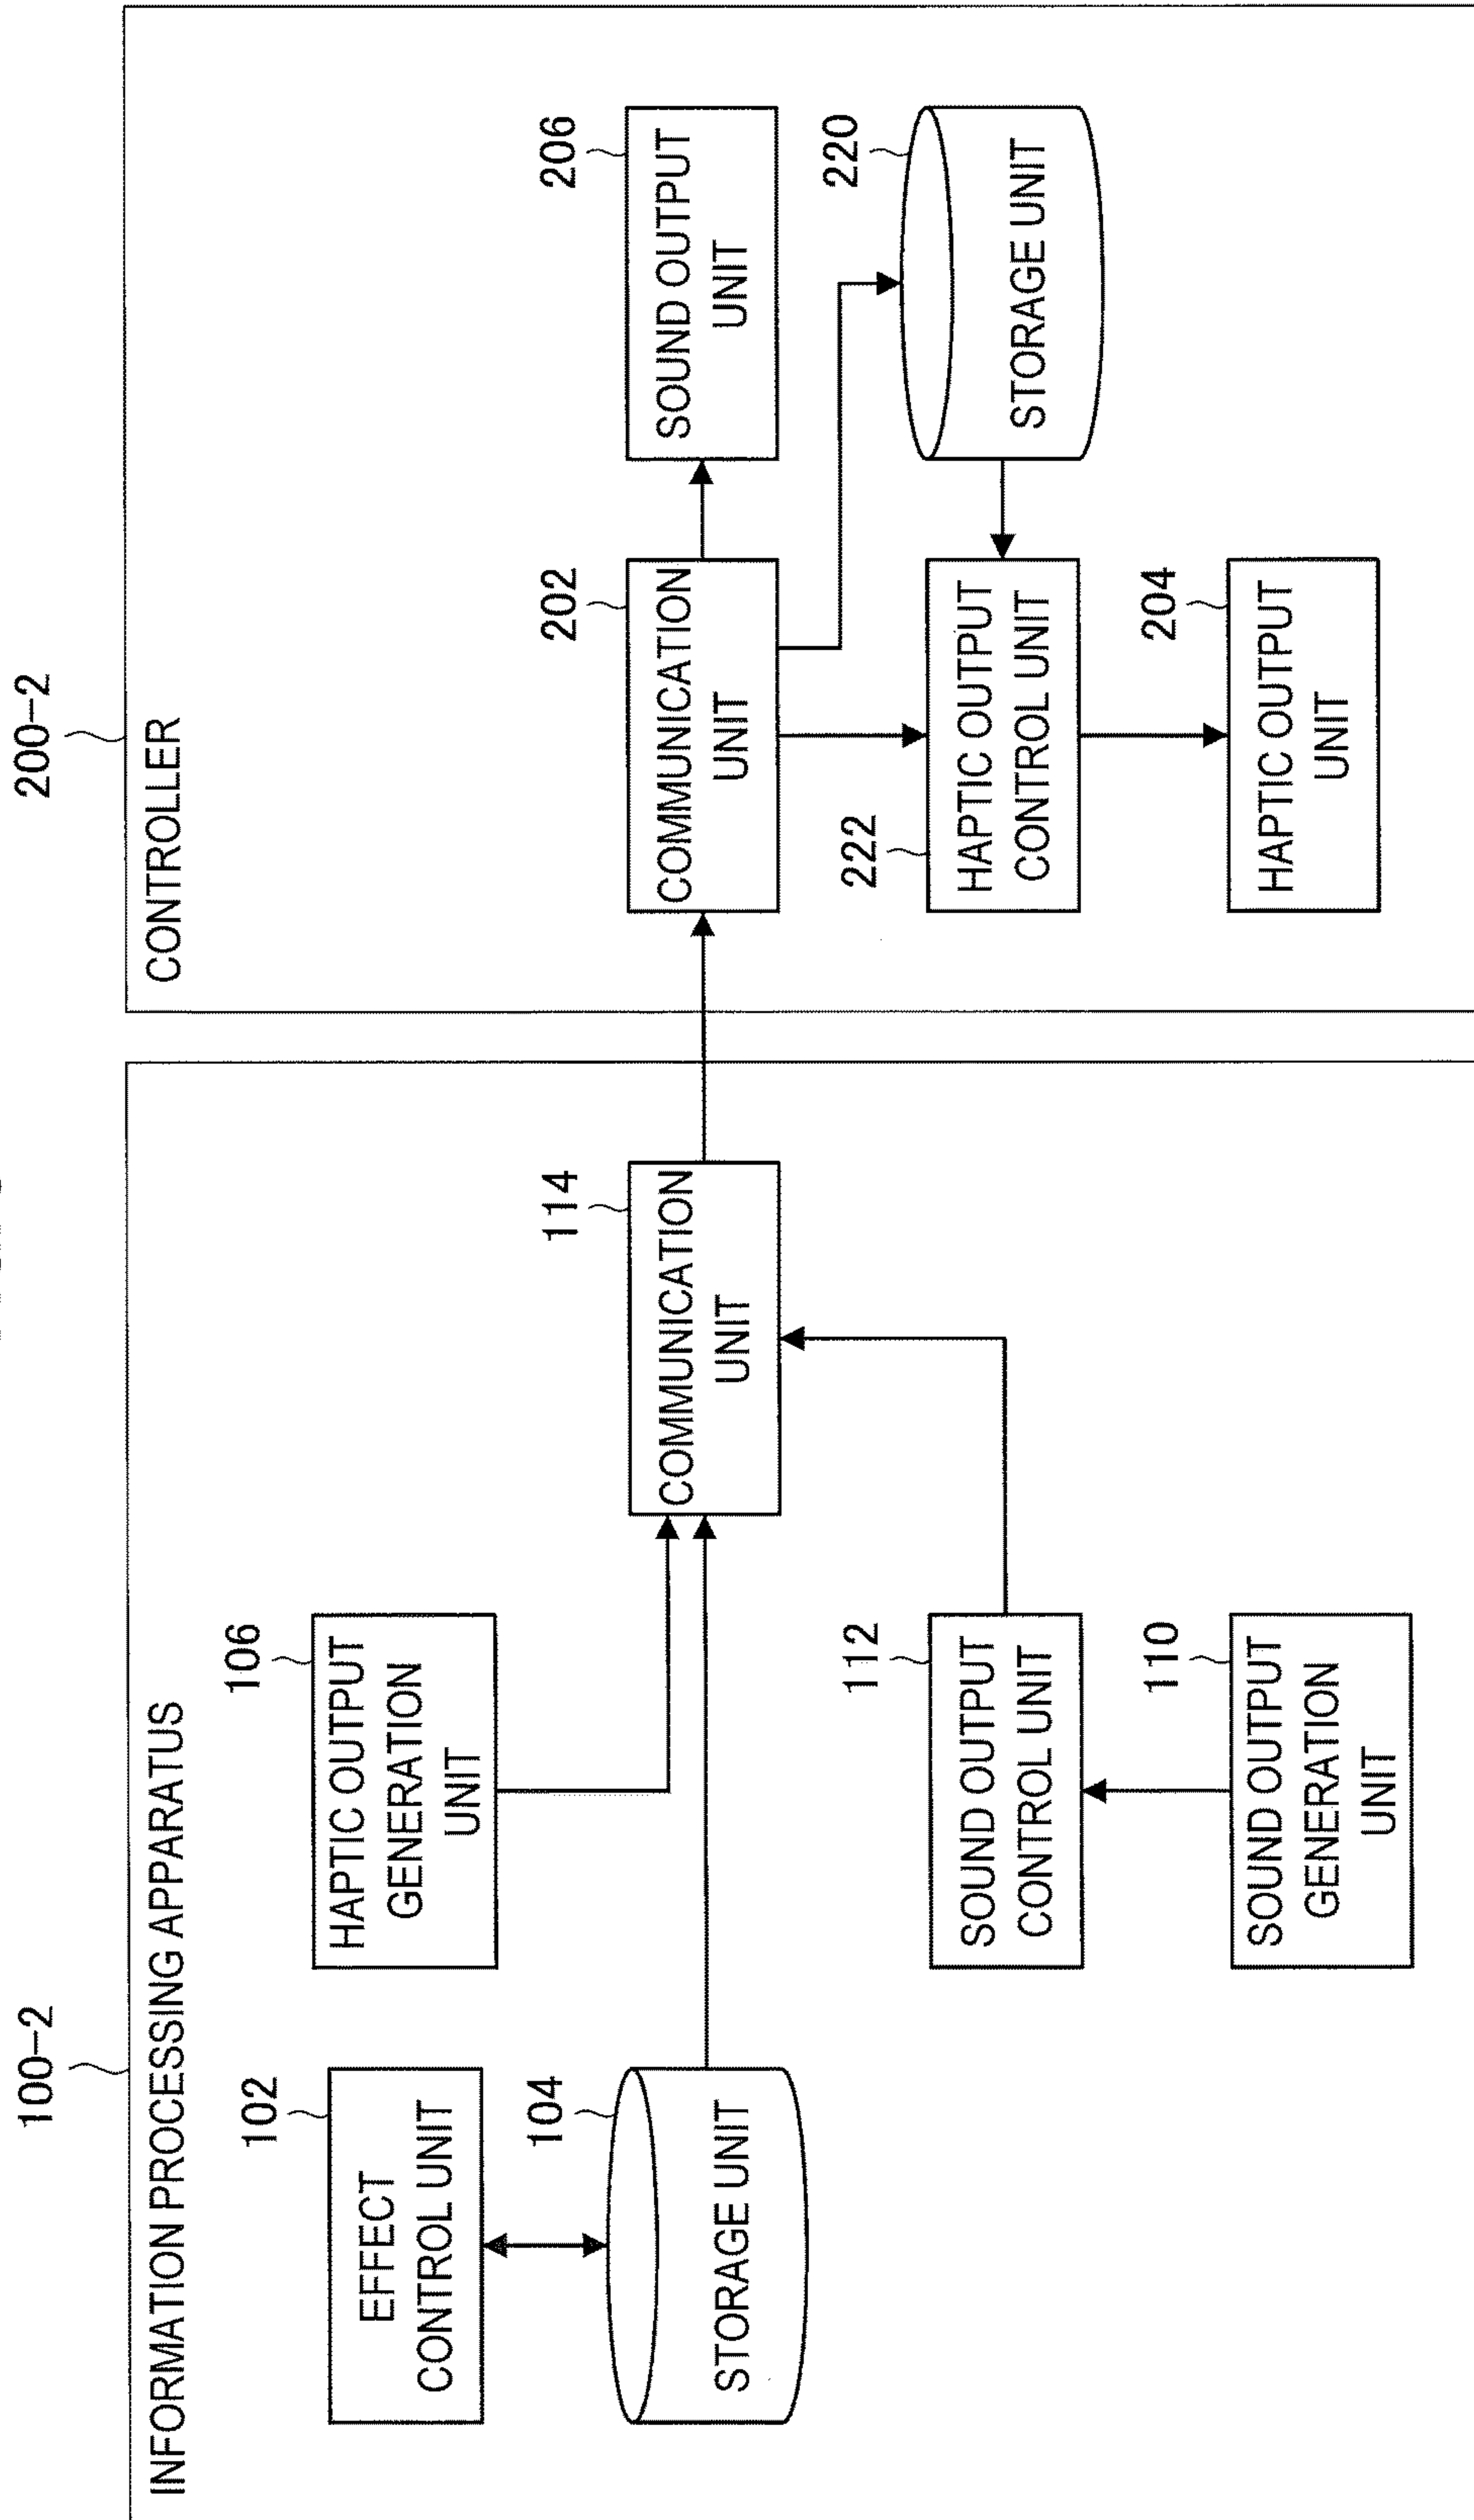 100-2
INFORMATION PROCESSING APPARATUS
102
EFFECT
CONTROL UNIT
104
STORAGE UNIT
106
HAPTIC OUTPUT
GENERATION
UNIT
114
COMMUNICATION
UNIT
112
SOUND OUTPUT
CONTROL UNIT
110
SOUND OUTPUT
GENERATION
UNIT
200-2
CONTROLLER
202
COMMUNICATION
UNIT
206
SOUND OUTPUT
UNIT
222
HAPTIC OUTPUT
CONTROL UNIT
220
STORAGE UNIT
204
HAPTIC OUTPUT
UNIT